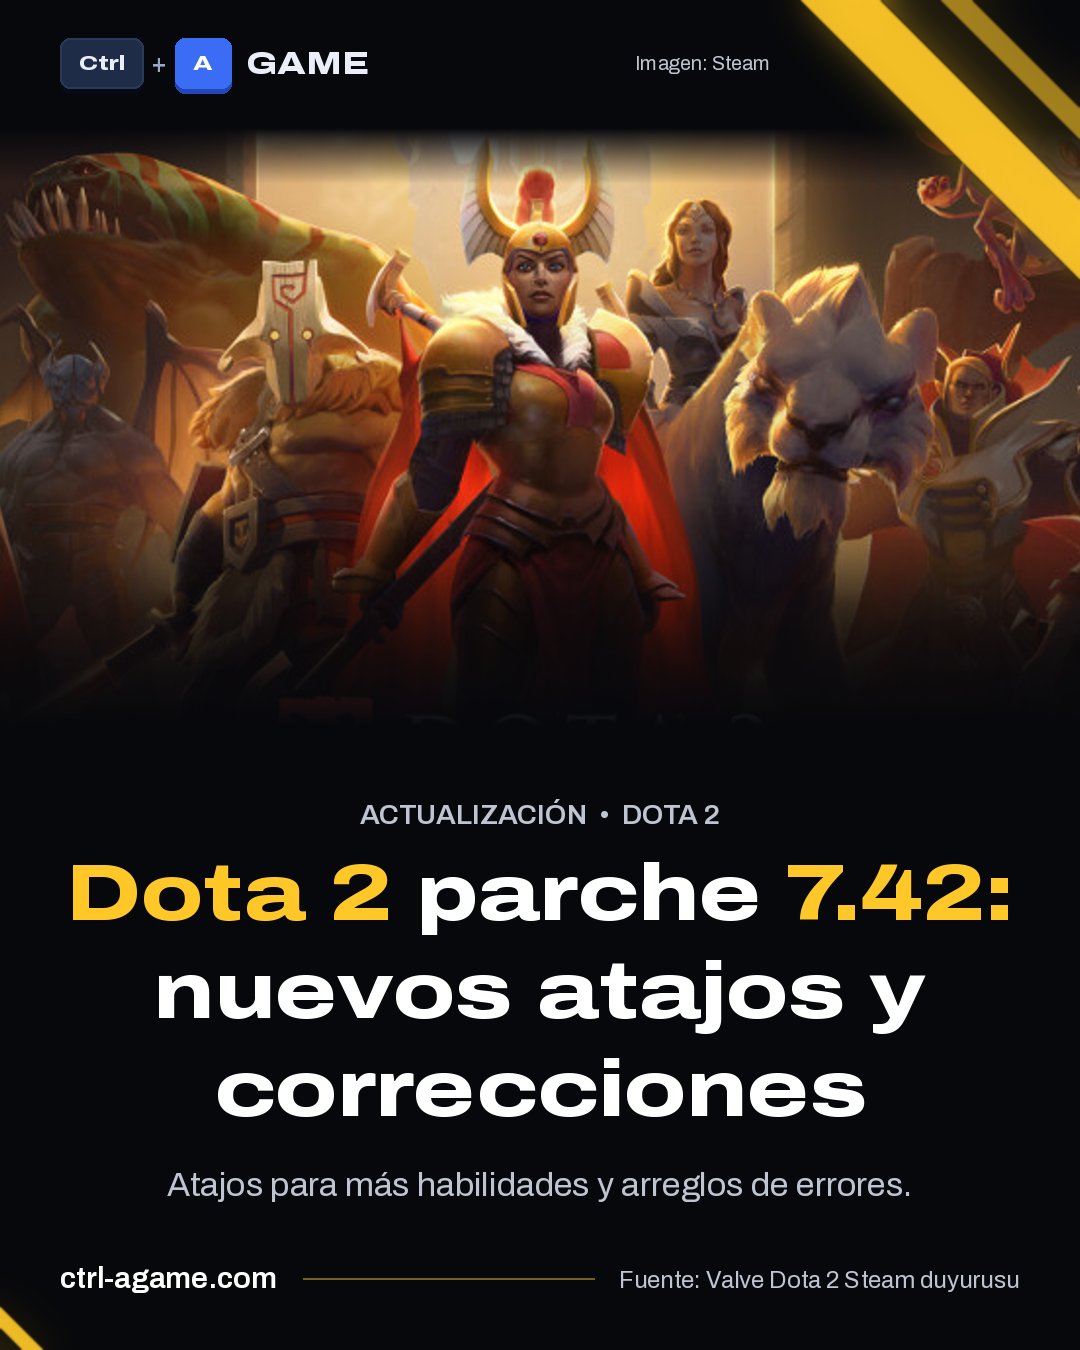 Ctrl + A GAME
Imagen: Steam
ACTUALIZACIÓN • DOTA 2
Dota 2 parche 7.42:
nuevos atajos y
correcciones
Atajos para más habilidades y arreglos de errores.
ctrl-agame.com
Fuente: Valve Dota 2 Steam duyurusu